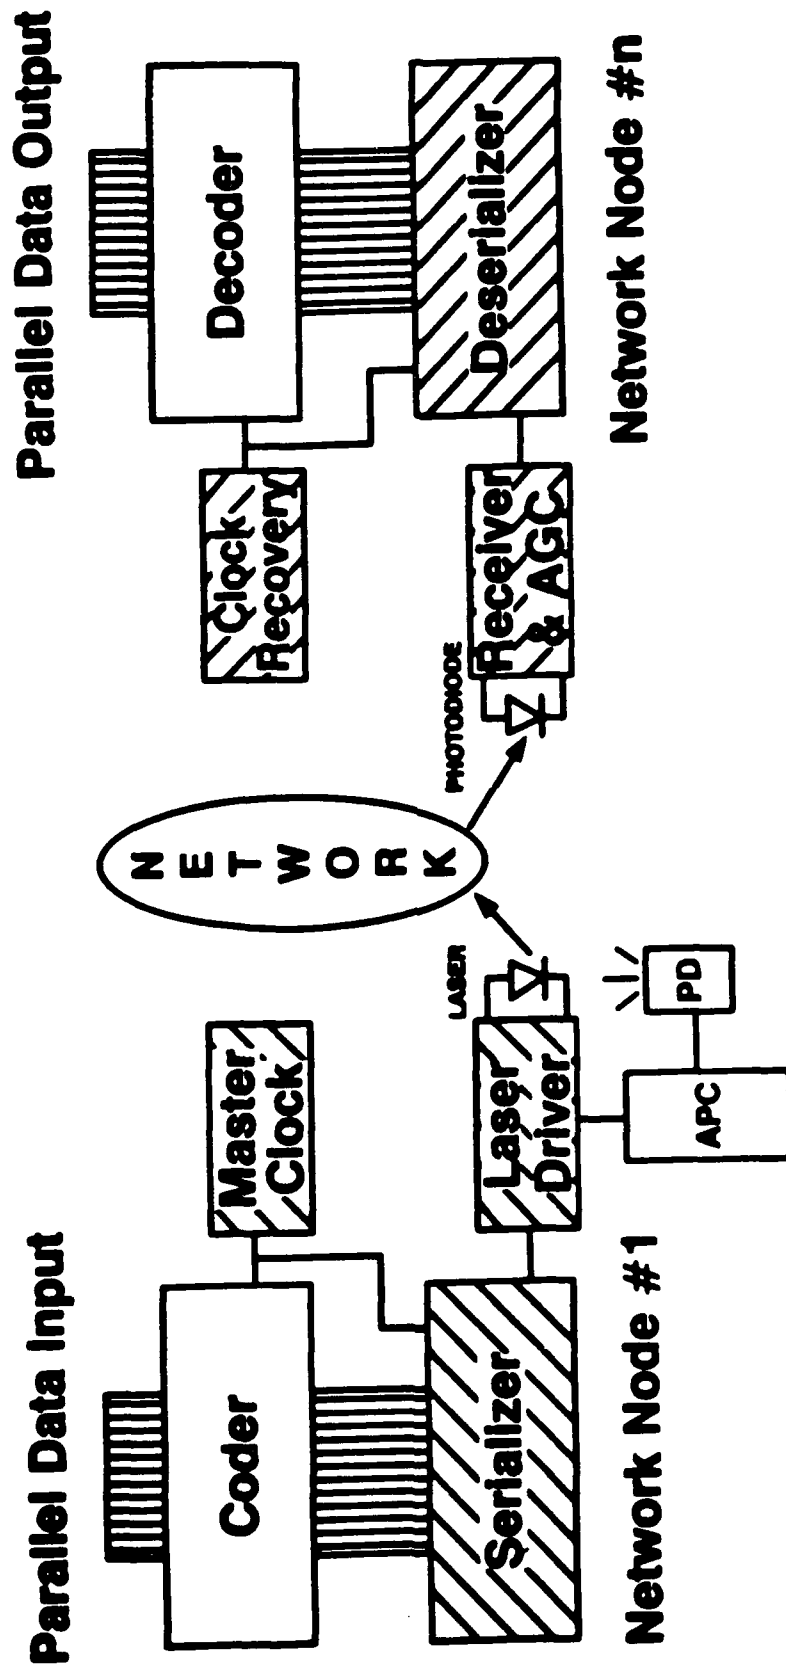 Parallel Data Input
Parallel Data Output
Coder
Master
Clock
Serializer
Laser
Driver
LASER
APC
PD
NETWORK
PHOTODIODE
Clock
Recovery
Receiver
& AGC
Decoder
Deserializer
Network Node #1
Network Node #n